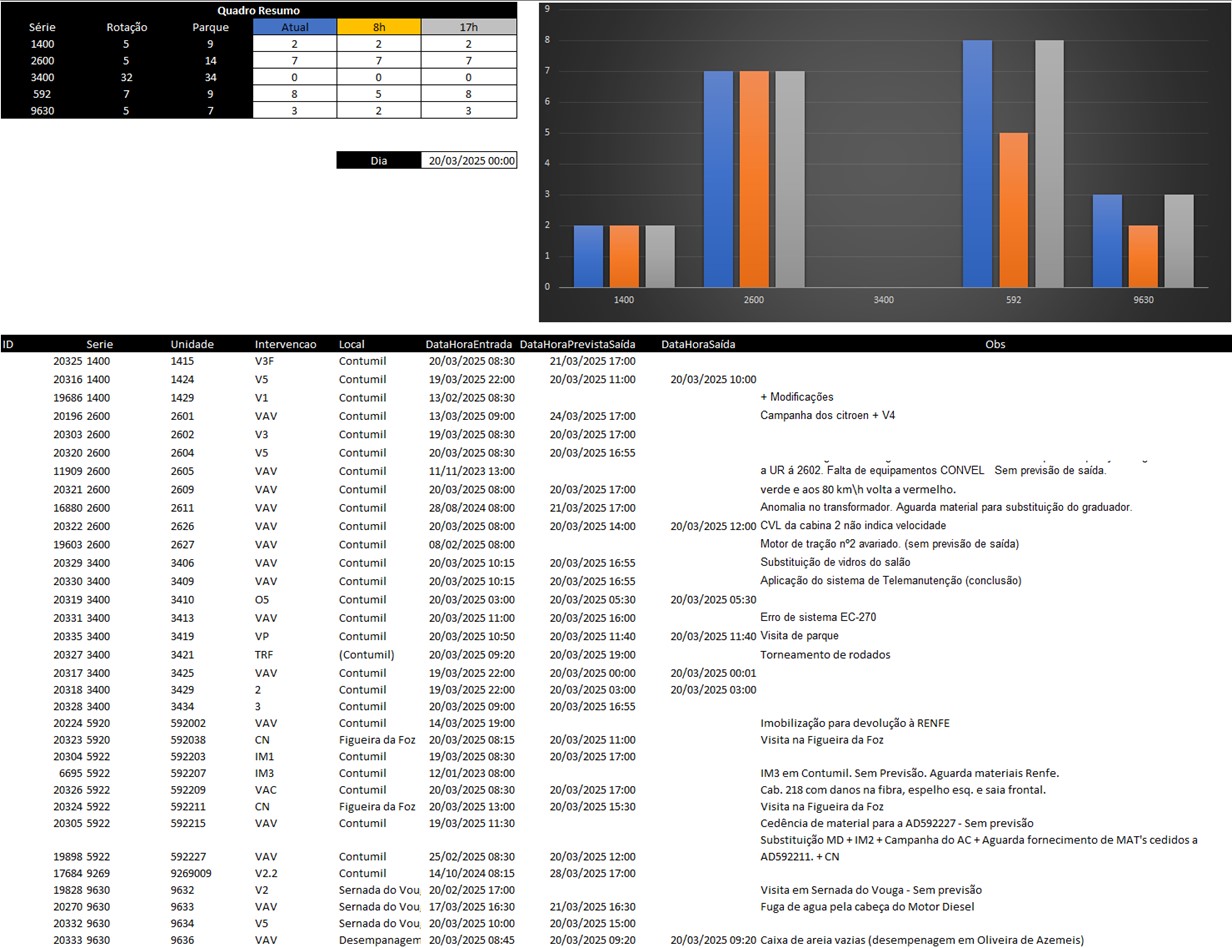 Quadro Resumo
Série Rotação Parque Atual 8h 17h
1400 5 9 2 2 2
2600 5 14 7 7 7
3400 32 34 0 0 0
592 7 9 8 5 8
9630 5 7 3 2 3
Dia 20/03/2025 00:00
9
8
7
6
5
4
3
2
1
0
1400 2600 3400 592 9630
ID Serie Unidade Intervencao Local DataHoraEntrada DataHoraPrevistaSaída DataHoraSaída Obs
20325 1400 1415 V3F Contumil 20/03/2025 08:30 21/03/2025 17:00
20316 1400 1424 V5 Contumil 19/03/2025 22:00 20/03/2025 11:00 20/03/2025 10:00
19686 1400 1429 V1 Contumil 13/02/2025 08:30 + Modificações
20196 2600 2601 VAV Contumil 13/03/2025 09:00 24/03/2025 17:00 Campanha dos citroen + V4
20303 2600 2602 V3 Contumil 19/03/2025 08:30 20/03/2025 17:00
20320 2600 2604 V5 Contumil 20/03/2025 08:30 20/03/2025 16:55
11909 2600 2605 VAV Contumil 11/11/2023 13:00 a UR á 2602. Falta de equipamentos CONVEL Sem previsão de saída.
20321 2600 2609 VAV Contumil 20/03/2025 08:00 20/03/2025 17:00 verde e aos 80 km\h volta a vermelho.
16880 2600 2611 VAV Contumil 28/08/2024 08:00 21/03/2025 17:00 Anomalia no transformador. Aguarda material para substituição do graduador.
20322 2600 2626 VAV Contumil 20/03/2025 08:00 20/03/2025 14:00 20/03/2025 12:00 CVL da cabina 2 não indica velocidade
19603 2600 2627 VAV Contumil 08/02/2025 08:00 Motor de tração nº2 avariado. (sem previsão de saída)
20329 3400 3406 VAV Contumil 20/03/2025 10:15 20/03/2025 16:55 Substituição de vidros do salão
20330 3400 3409 VAV Contumil 20/03/2025 10:15 20/03/2025 16:55 Aplicação do sistema de Telemanutenção (conclusão)
20319 3400 3410 O5 Contumil 20/03/2025 03:00 20/03/2025 05:30 20/03/2025 05:30
20331 3400 3413 VAV Contumil 20/03/2025 11:00 20/03/2025 16:00 Erro de sistema EC-270
20335 3400 3419 VP Contumil 20/03/2025 10:50 20/03/2025 11:40 20/03/2025 11:40 Visita de parque
20327 3400 3421 TRF (Contumil) 20/03/2025 09:20 20/03/2025 19:00 Torneamento de rodados
20317 3400 3425 VAV Contumil 19/03/2025 22:00 20/03/2025 00:00 20/03/2025 00:01
20318 3400 3429 2 Contumil 19/03/2025 22:00 20/03/2025 03:00 20/03/2025 03:00
20328 3400 3434 3 Contumil 20/03/2025 09:00 20/03/2025 16:55
20224 5920 592002 VAV Contumil 14/03/2025 19:00 Imobilização para devolução à RENFE
20323 5920 592038 CN Figueira da Foz 20/03/2025 08:15 20/03/2025 11:00 Visita na Figueira da Foz
20304 5922 592203 IM1 Contumil 19/03/2025 08:30 20/03/2025 17:00
6695 5922 592207 IM3 Contumil 12/01/2023 08:00 IM3 em Contumil. Sem Previsão. Aguarda materiais Renfe.
20326 5922 592209 VAC Contumil 20/03/2025 08:30 20/03/2025 17:00 Cab. 218 com danos na fibra, espelho esq. e saia frontal.
20324 5922 592211 CN Figueira da Foz 20/03/2025 13:00 20/03/2025 15:30 Visita na Figueira da Foz
20305 5922 592215 VAV Contumil 19/03/2025 11:30 Cedência de material para a AD592227 - Sem previsão
Substituição MD + IM2 + Campanha do AC + Aguarda fornecimento de MAT's cedidos a
19898 5922 592227 VAV Contumil 25/02/2025 08:30 20/03/2025 12:00 AD592211. + CN
17684 9269 9269009 V2.2 Contumil 14/10/2024 08:15 28/03/2025 17:00
19828 9630 9632 V2 Sernada do Vou 20/02/2025 17:00 Visita em Sernada do Vouga - Sem previsão
20270 9630 9633 VAV Sernada do Vou 17/03/2025 16:30 21/03/2025 16:30 Fuga de agua pela cabeça do Motor Diesel
20332 9630 9634 V5 Sernada do Vou 20/03/2025 10:00 20/03/2025 15:00
20333 9630 9636 VAV Desempanagem 20/03/2025 08:45 20/03/2025 09:20 20/03/2025 09:20 Caixa de areia vazias (desempenagem em Oliveira de Azemeis)